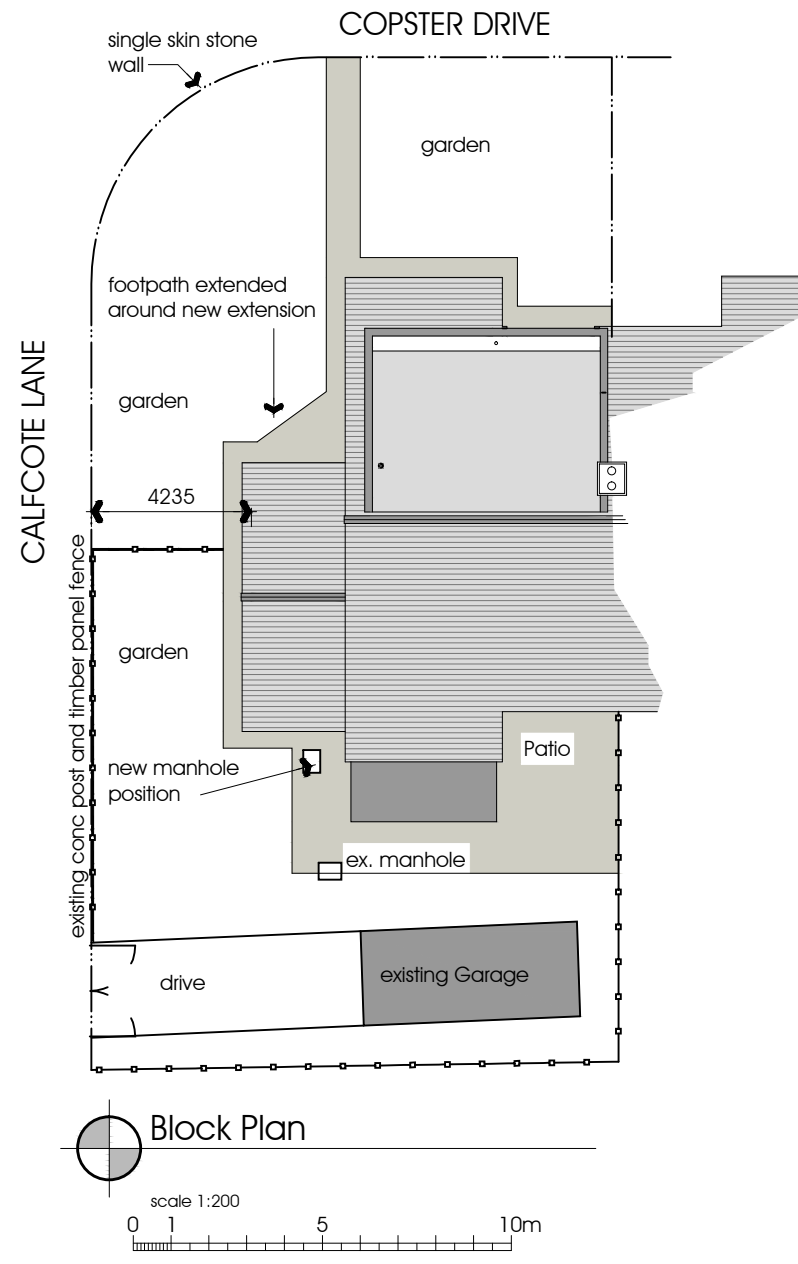 COPSTER DRIVE
single skin stone
wall
garden
footpath extended
around new extension
CALFCOTE LANE
garden
4235
existing conc post and timber panel fence
garden
Patio
new manhole
position
ex. manhole
drive
existing Garage
Block Plan
scale 1:200
0 1 5 10m